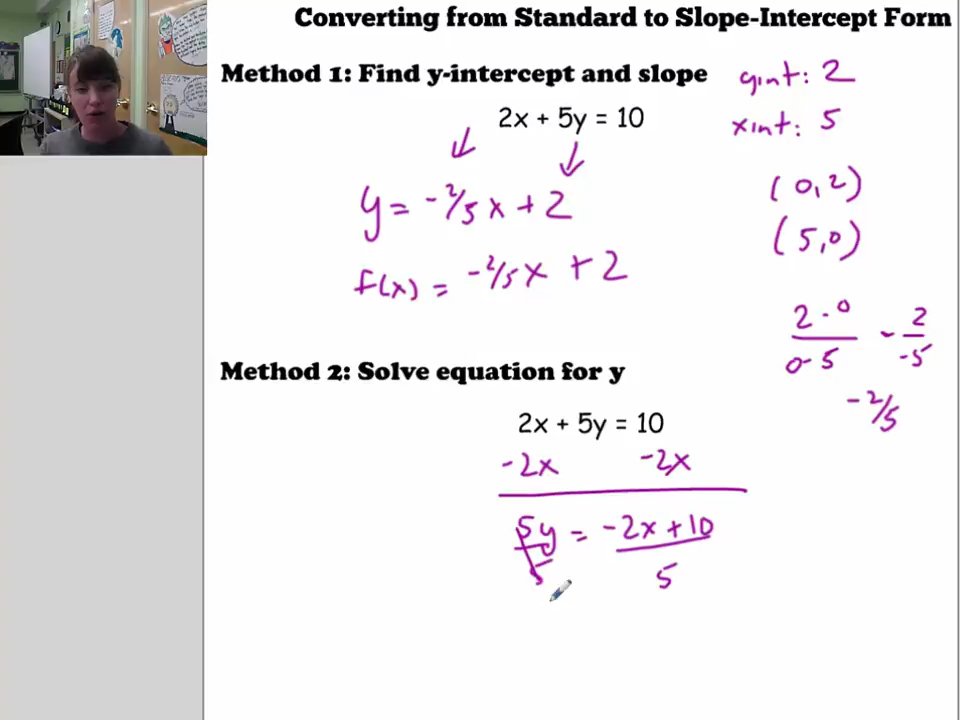 Converting from Standard to Slope-Intercept Form
Method 1: Find y-intercept and slope
yint: 2
2x + 5y = 10
xint: 5
y = -2/5x + 2
(0,2)
(5,0)
f(x) = -2/5x + 2
2 - 0
0 - 5
- 2
-5
-2/5
Method 2: Solve equation for y
2x + 5y = 10
-2x -2x
5y = -2x + 10
5 5